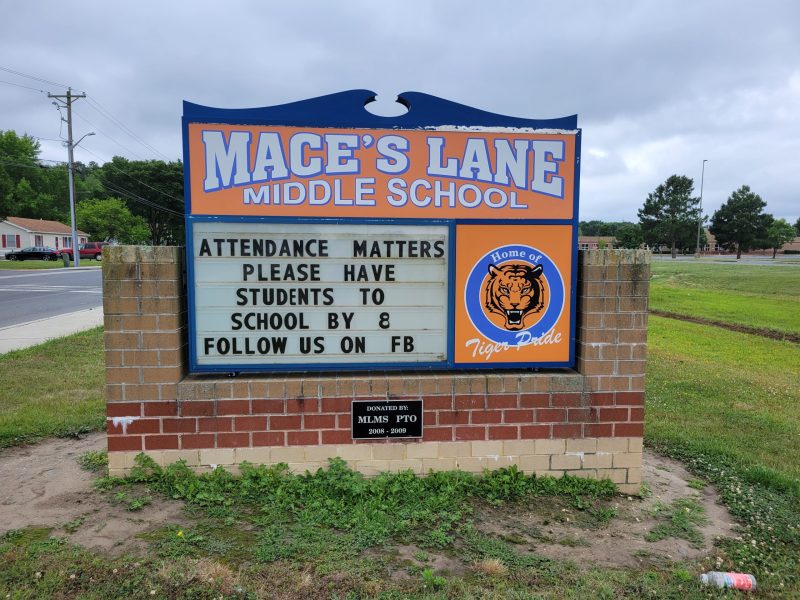 MACE'S LANE
MIDDLE SCHOOL
ATTENDANCE MATTERS
PLEASE HAVE
STUDENTS TO
SCHOOL BY 8
FOLLOW US ON FB
Home of
Tiger Pride
DONATED BY:
MLMS PTO
2008 - 2009